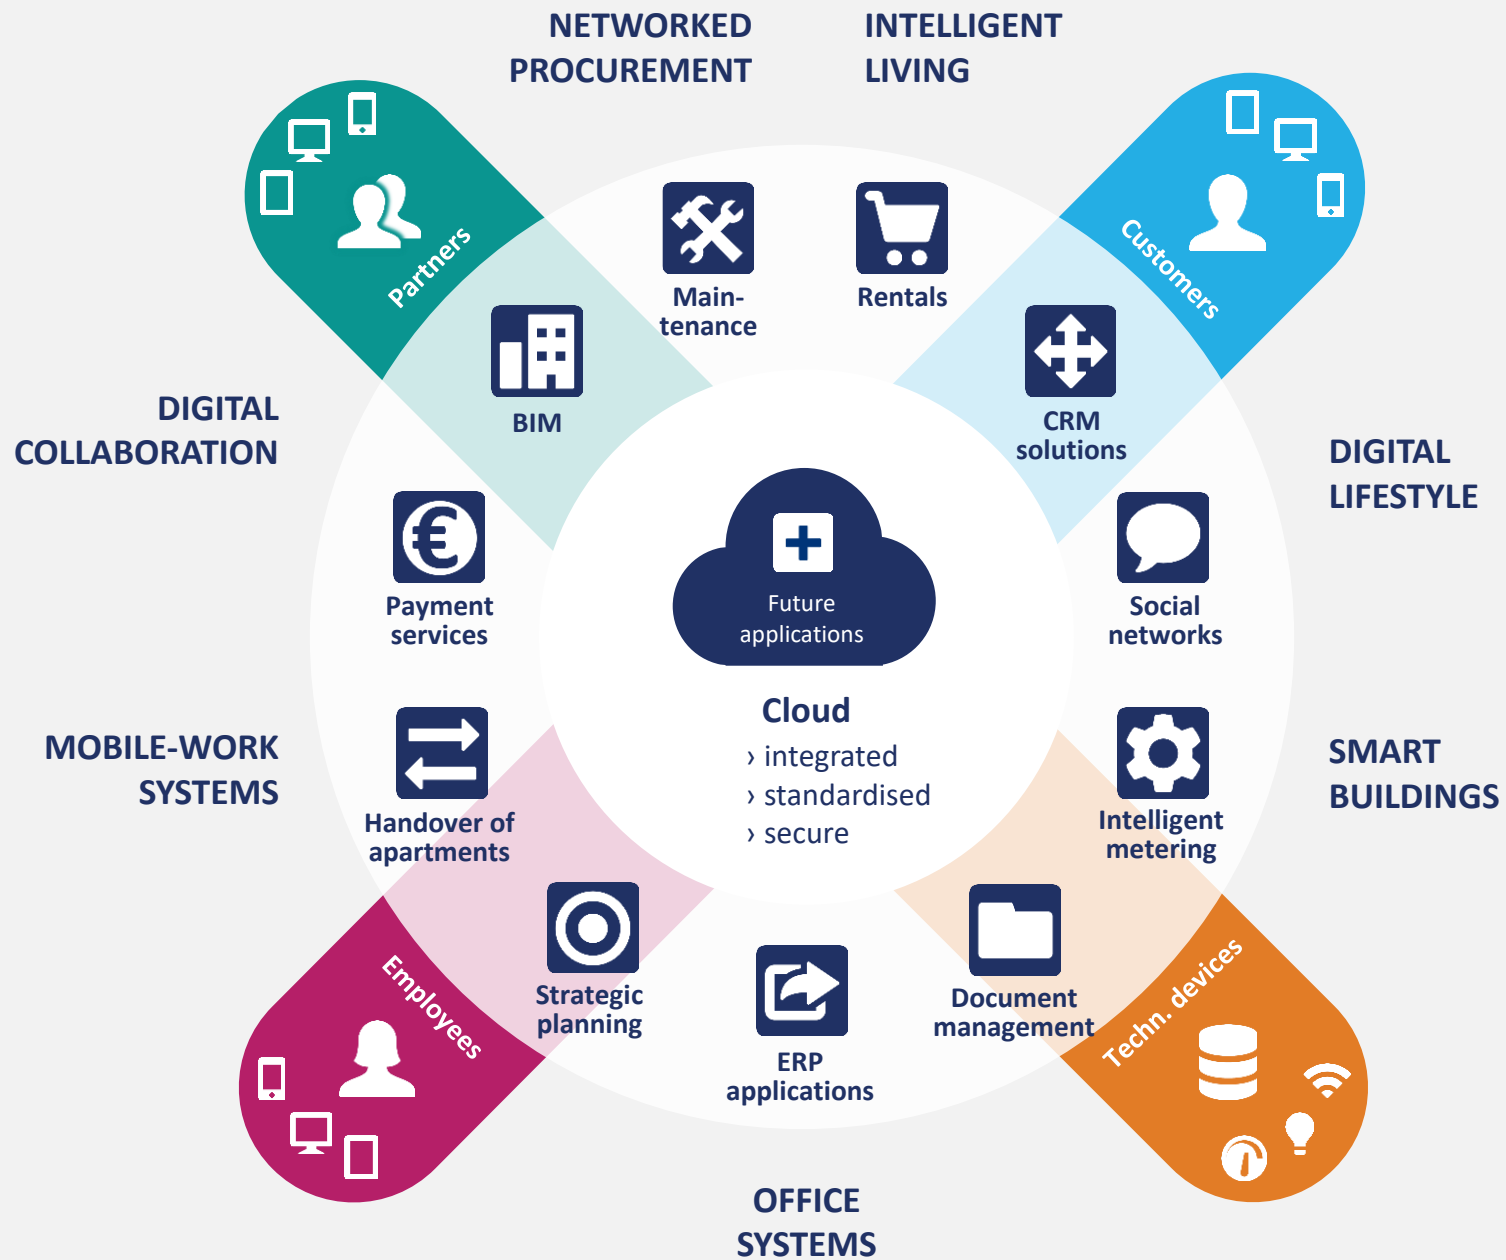 NETWORKED
PROCUREMENT
INTELLIGENT
LIVING
Partners
Customers
Main-
tenance
Rentals
BIM
CRM
solutions
DIGITAL
COLLABORATION
DIGITAL
LIFESTYLE
Payment
services
Future
applications
Social
networks
Cloud
› integrated
› standardised
› secure
MOBILE-WORK
SYSTEMS
SMART
BUILDINGS
Handover of
apartments
Intelligent
metering
Employees
Strategic
planning
ERP
applications
Document
management
Techn. devices
OFFICE
SYSTEMS